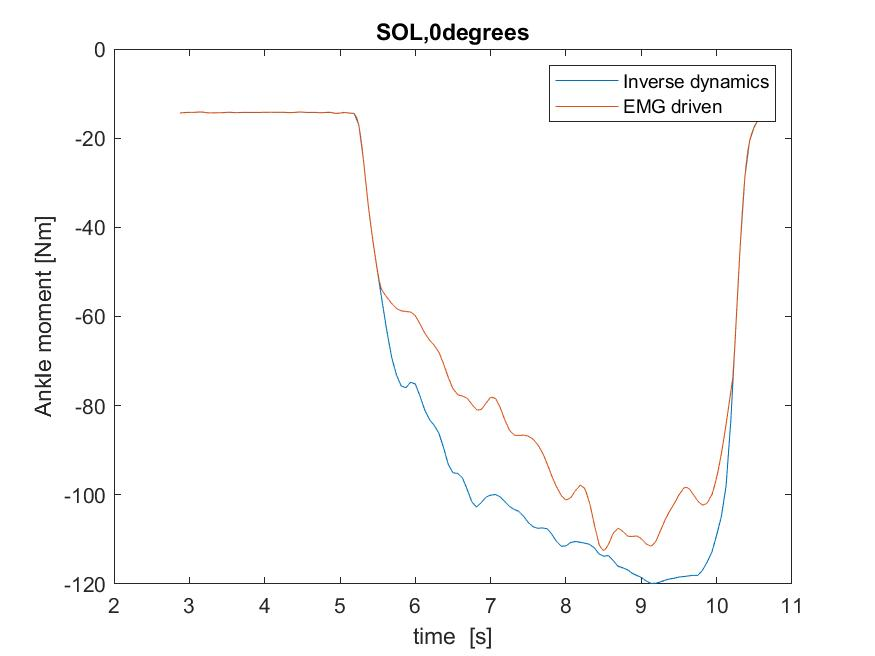 SOL,0degrees
Inverse dynamics
EMG driven
0
-20
-40
-60
-80
-100
-120
Ankle moment [Nm]
2 3 4 5 6 7 8 9 10 11
time [s]